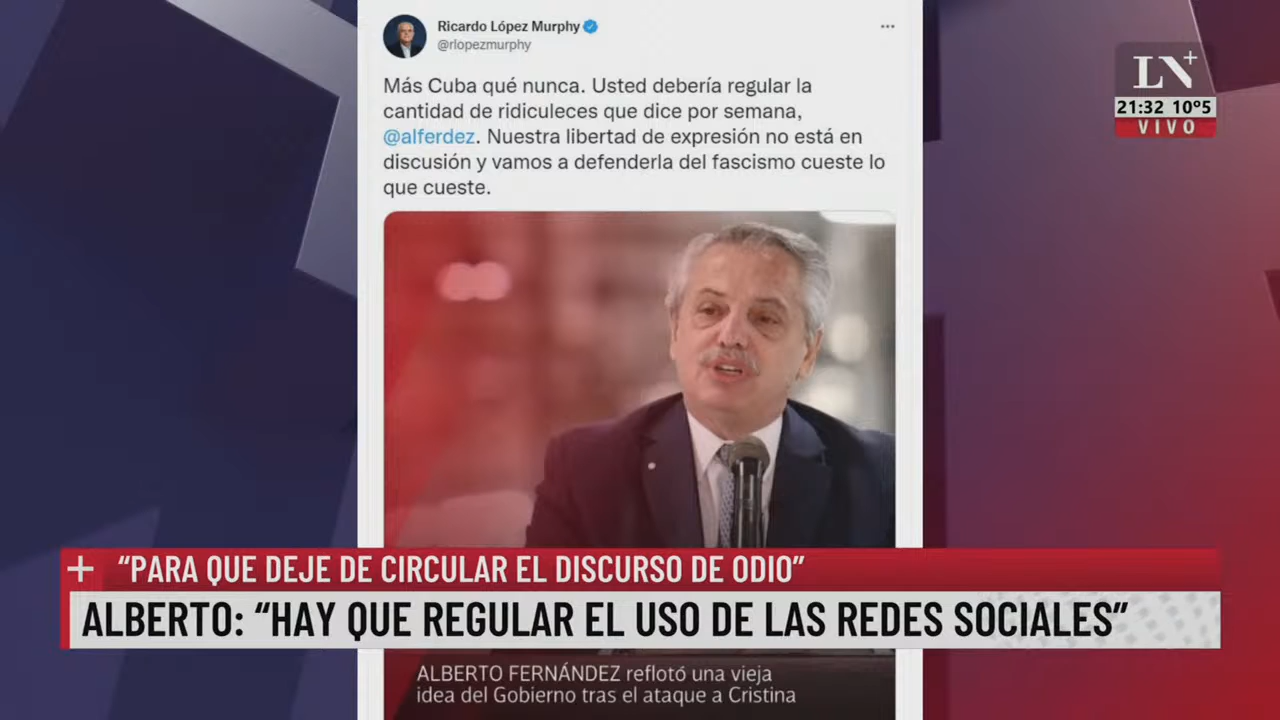 Ricardo López Murphy
@rlopezmurphy
Más Cuba qué nunca. Usted debería regular la
cantidad de ridiculeces que dice por semana,
@alferdez. Nuestra libertad de expresión no está en
discusión y vamos a defenderla del fascismo cueste lo
que cueste.
LN+
21:32 10°5
VIVO
+ “PARA QUE DEJE DE CIRCULAR EL DISCURSO DE ODIO”
ALBERTO: “HAY QUE REGULAR EL USO DE LAS REDES SOCIALES”
ALBERTO FERNÁNDEZ reflotó una vieja
idea del Gobierno tras el ataque a Cristina